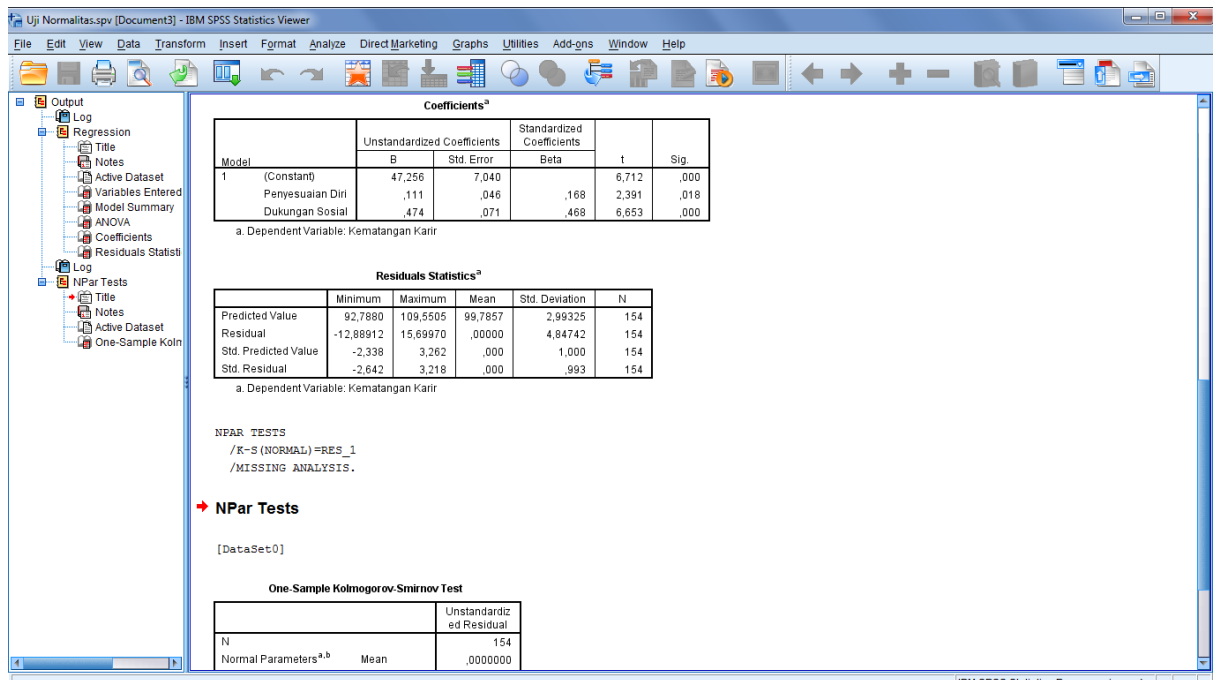 Uji Normalitas.spv [Document3] - IBM SPSS Statistics Viewer
File Edit View Data Transform Insert Format Analyze Direct Marketing Graphs Utilities Add-ons Window Help
Output
Log
Regression
Title
Notes
Active Dataset
Variables Entered
Model Summary
ANOVA
Coefficients
Residuals Statisti
Log
NPar Tests
Title
Notes
Active Dataset
One-Sample Kolm
Coefficientsa
Model Unstandardized Coefficients Standardized Coefficients t Sig.
B Std. Error Beta
1 (Constant) 47,256 7,040 6,712 ,000
Penyesuaian Diri ,111 ,046 ,168 2,391 ,018
Dukungan Sosial ,474 ,071 ,468 6,653 ,000
a. Dependent Variable: Kematangan Karir
Residuals Statisticsa
Minimum Maximum Mean Std. Deviation N
Predicted Value 92,7880 109,5505 99,7857 2,99325 154
Residual -12,88912 15,69970 ,00000 4,84742 154
Std. Predicted Value -2,338 3,262 ,000 1,000 154
Std. Residual -2,642 3,218 ,000 ,993 154
a. Dependent Variable: Kematangan Karir
NPAR TESTS
/K-S(NORMAL)=RES_1
/MISSING ANALYSIS.
NPar Tests
[DataSet0]
One-Sample Kolmogorov-Smirnov Test
Unstandardiz
ed Residual
N 154
Normal Parametersa,b Mean ,0000000